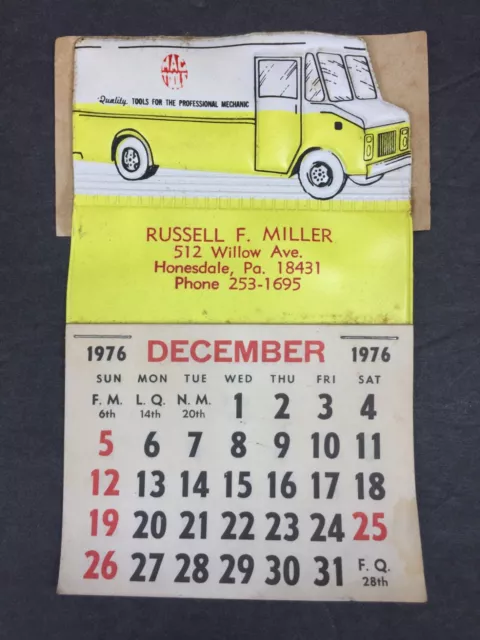 MAC
TOOLS
Quality TOOLS FOR THE PROFESSIONAL MECHANIC
RUSSELL F. MILLER
512 Willow Ave.
Honesdale, Pa. 18431
Phone 253-1695
1976 DECEMBER 1976
SUN MON TUE WED THU FRI SAT
F. M. 6th L. Q. 14th N. M. 20th 1 2 3 4
5 6 7 8 9 10 11
12 13 14 15 16 17 18
19 20 21 22 23 24 25
26 27 28 29 30 31 F. Q. 28th